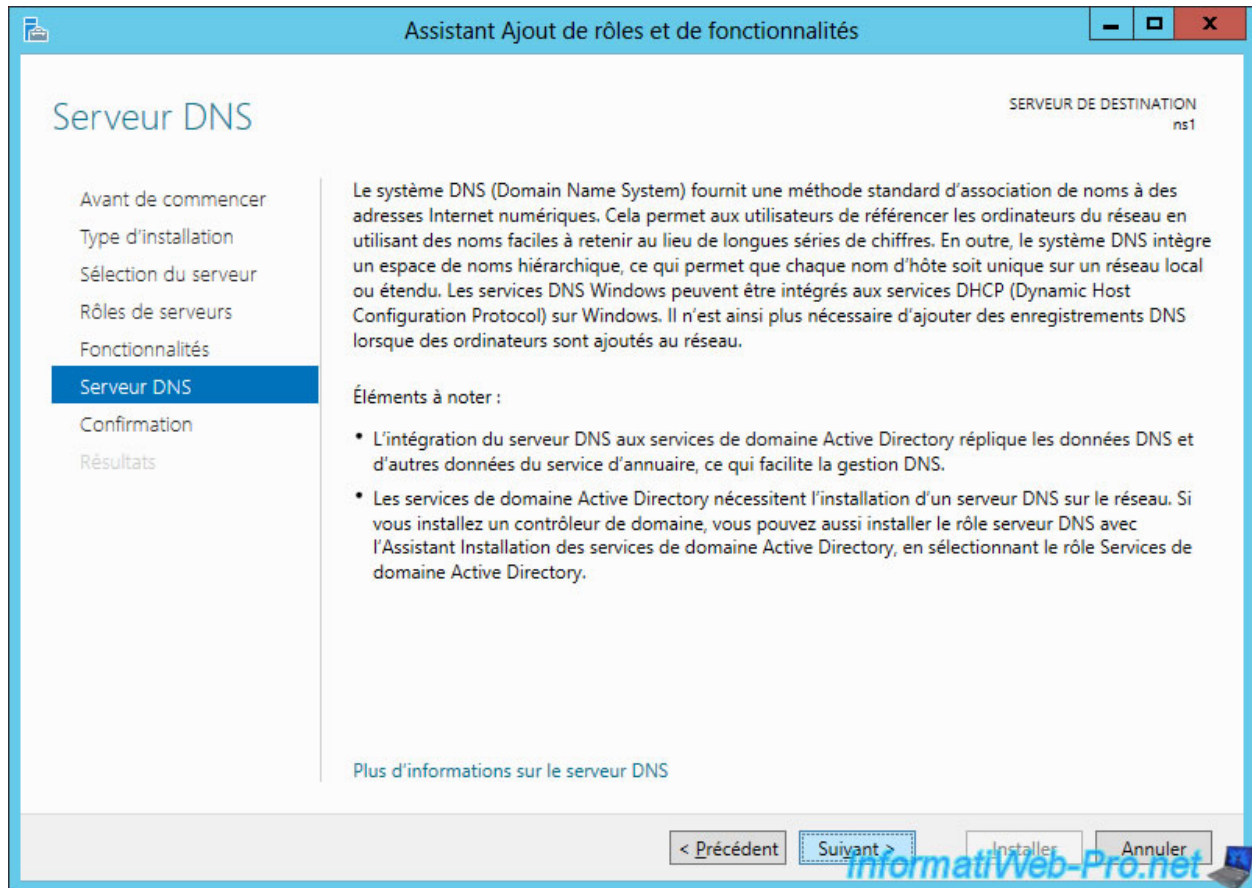 Assistant Ajout de rôles et de fonctionnalités
x
Serveur DNS
SERVEUR DE DESTINATION
ns1
Avant de commencer
Type d'installation
Sélection du serveur
Rôles de serveurs
Fonctionnalités
Serveur DNS
Confirmation
Résultats
Le système DNS (Domain Name System) fournit une méthode standard d'association de noms à des
adresses Internet numériques. Cela permet aux utilisateurs de référencer les ordinateurs du réseau en
utilisant des noms faciles à retenir au lieu de longues séries de chiffres. En outre, le système DNS intègre
un espace de noms hiérarchique, ce qui permet que chaque nom d'hôte soit unique sur un réseau local
ou étendu. Les services DNS Windows peuvent être intégrés aux services DHCP (Dynamic Host
Configuration Protocol) sur Windows. Il n'est ainsi plus nécessaire d'ajouter des enregistrements DNS
lorsque des ordinateurs sont ajoutés au réseau.
Éléments à noter :
• L'intégration du serveur DNS aux services de domaine Active Directory réplique les données DNS et
d'autres données du service d'annuaire, ce qui facilite la gestion DNS.
• Les services de domaine Active Directory nécessitent l'installation d'un serveur DNS sur le réseau. Si
vous installez un contrôleur de domaine, vous pouvez aussi installer le rôle serveur DNS avec
l'Assistant Installation des services de domaine Active Directory, en sélectionnant le rôle Services de
domaine Active Directory.
Plus d'informations sur le serveur DNS
< Précédent
Suivant >
Installer
Annuler
InformatiWeb-Pro.net